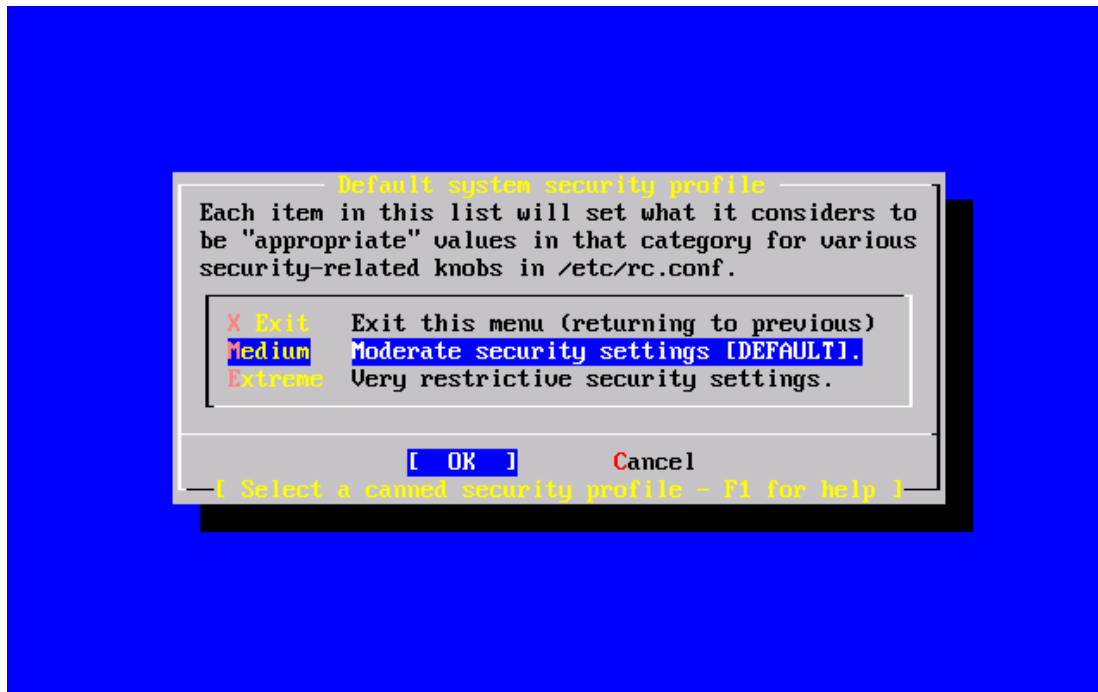 Default system security profile
Each item in this list will set what it considers to
be "appropriate" values in that category for various
security-related knobs in /etc/rc.conf.
X Exit Exit this menu (returning to previous)
Medium Moderate security settings [DEFAULT].
Extreme Very restrictive security settings.
[ OK ] Cancel
[ Select a canned security profile - F1 for help ]